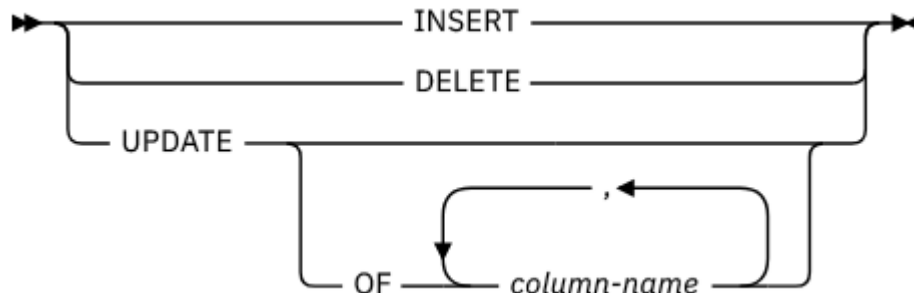 INSERT
DELETE
UPDATE
,
OF column-name